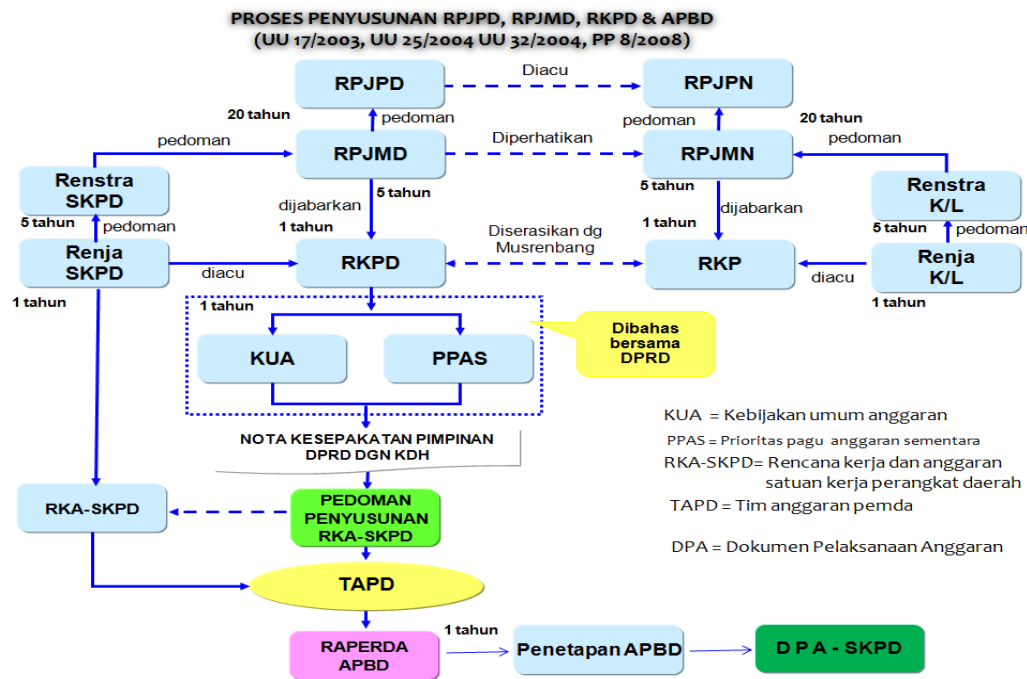 PROSES PENYUSUNAN RPJPD, RPJMD, RKPD & APBD
(UU 17/2003, UU 25/2004 UU 32/2004, PP 8/2008)
RPJPD
Diacu
RPJPN
20 tahun
pedoman
pedoman
20 tahun
pedoman
pedoman
RPJMD
Diperhatikan
RPJMN
Renstra
SKPD
5 tahun
5 tahun
Renstra
K/L
5 tahun
pedoman
dijabarkan
1 tahun
1 tahun
dijabarkan
5 tahun
pedoman
Renja
SKPD
diacu
RKPD
Diserasikan dg
Musrenbang
RKP
diacu
Renja
K/L
1 tahun
1 tahun
1 tahun
KUA
PPAS
Dibahas
bersama
DPRD
NOTA KESEPAKATAN PIMPINAN
DPRD DGN KDH
KUA = Kebijakan umum anggaran
PPAS = Prioritas pagu anggaran sementara
RKA-SKPD= Rencana kerja dan anggaran
satuan kerja perangkat daerah
TAPD = Tim anggaran pemda
DPA = Dokumen Pelaksanaan Anggaran
RKA-SKPD
PEDOMAN
PENYUSUNAN
RKA-SKPD
TAPD
RAPERDA
APBD
1 tahun
Penetapan APBD
D P A - SKPD